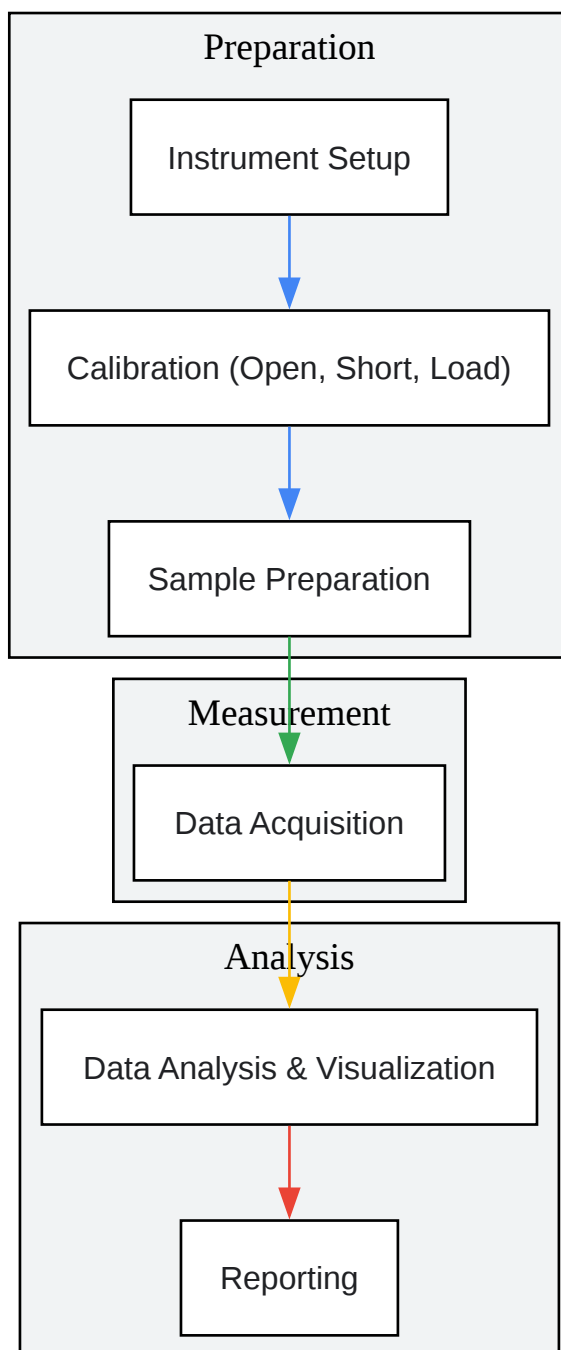 Preparation
Instrument Setup
Calibration (Open, Short, Load)
Sample Preparation
Measurement
Data Acquisition
Analysis
Data Analysis & Visualization
Reporting